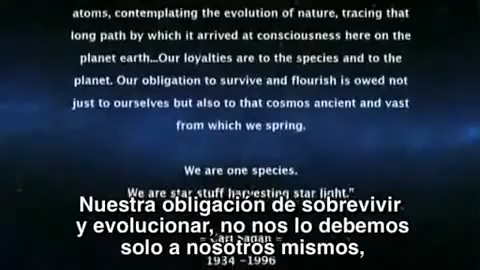 atoms, contemplating the evolution of nature, tracing that
long path by which it arrived at consciousness here on the
planet earth...Our loyalties are to the species and to the
planet. Our obligation to survive and flourish is owed not
just to ourselves but also to that cosmos ancient and vast
from which we spring.
We are one species.
We are star stuff harvesting star light."
Nuestra obligación de sobrevivir
y evolucionar, no nos lo debemos
solo a nosotros mismos,
- Carl Sagan -
1934 -1996